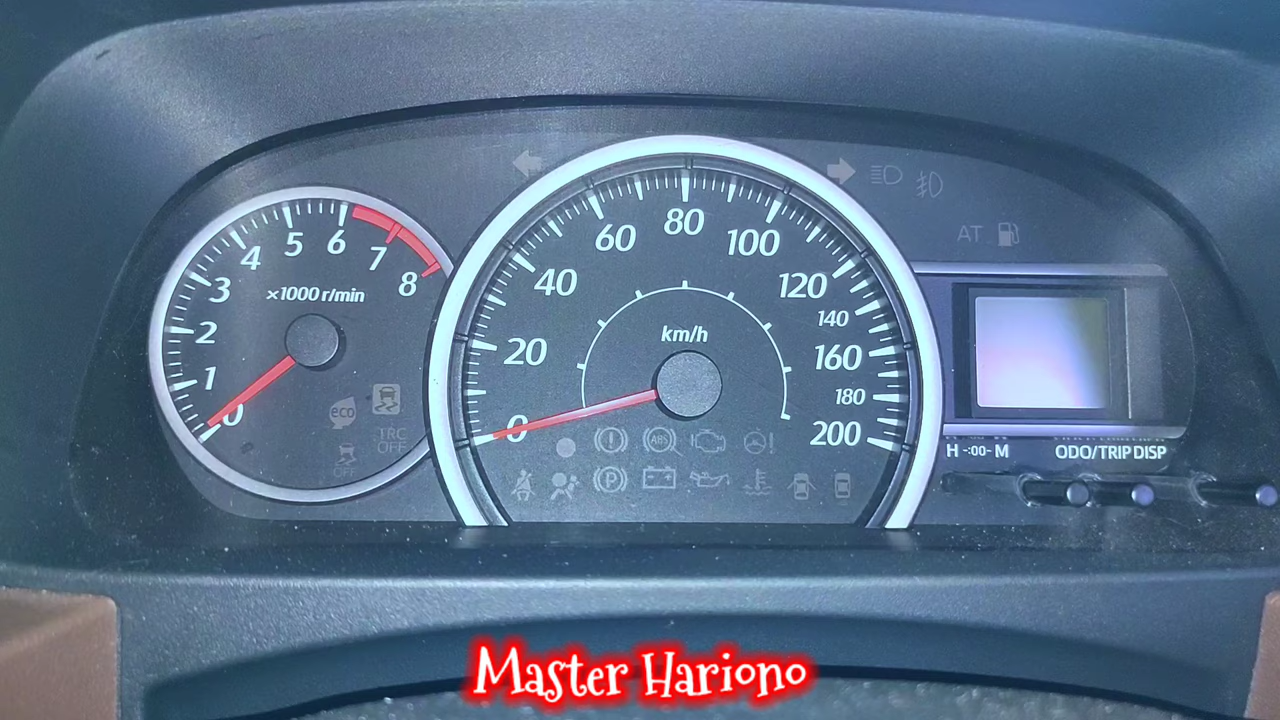 AT
80
60
100
6
5
7
4
40
120
8
3
×1000 r/min
140
km/h
2
20
160
1
180
eco
0
0
200
TRC
OFF
ABS
OFF
H -:00- M
ODO/TRIP DISP
P
Master Hariono